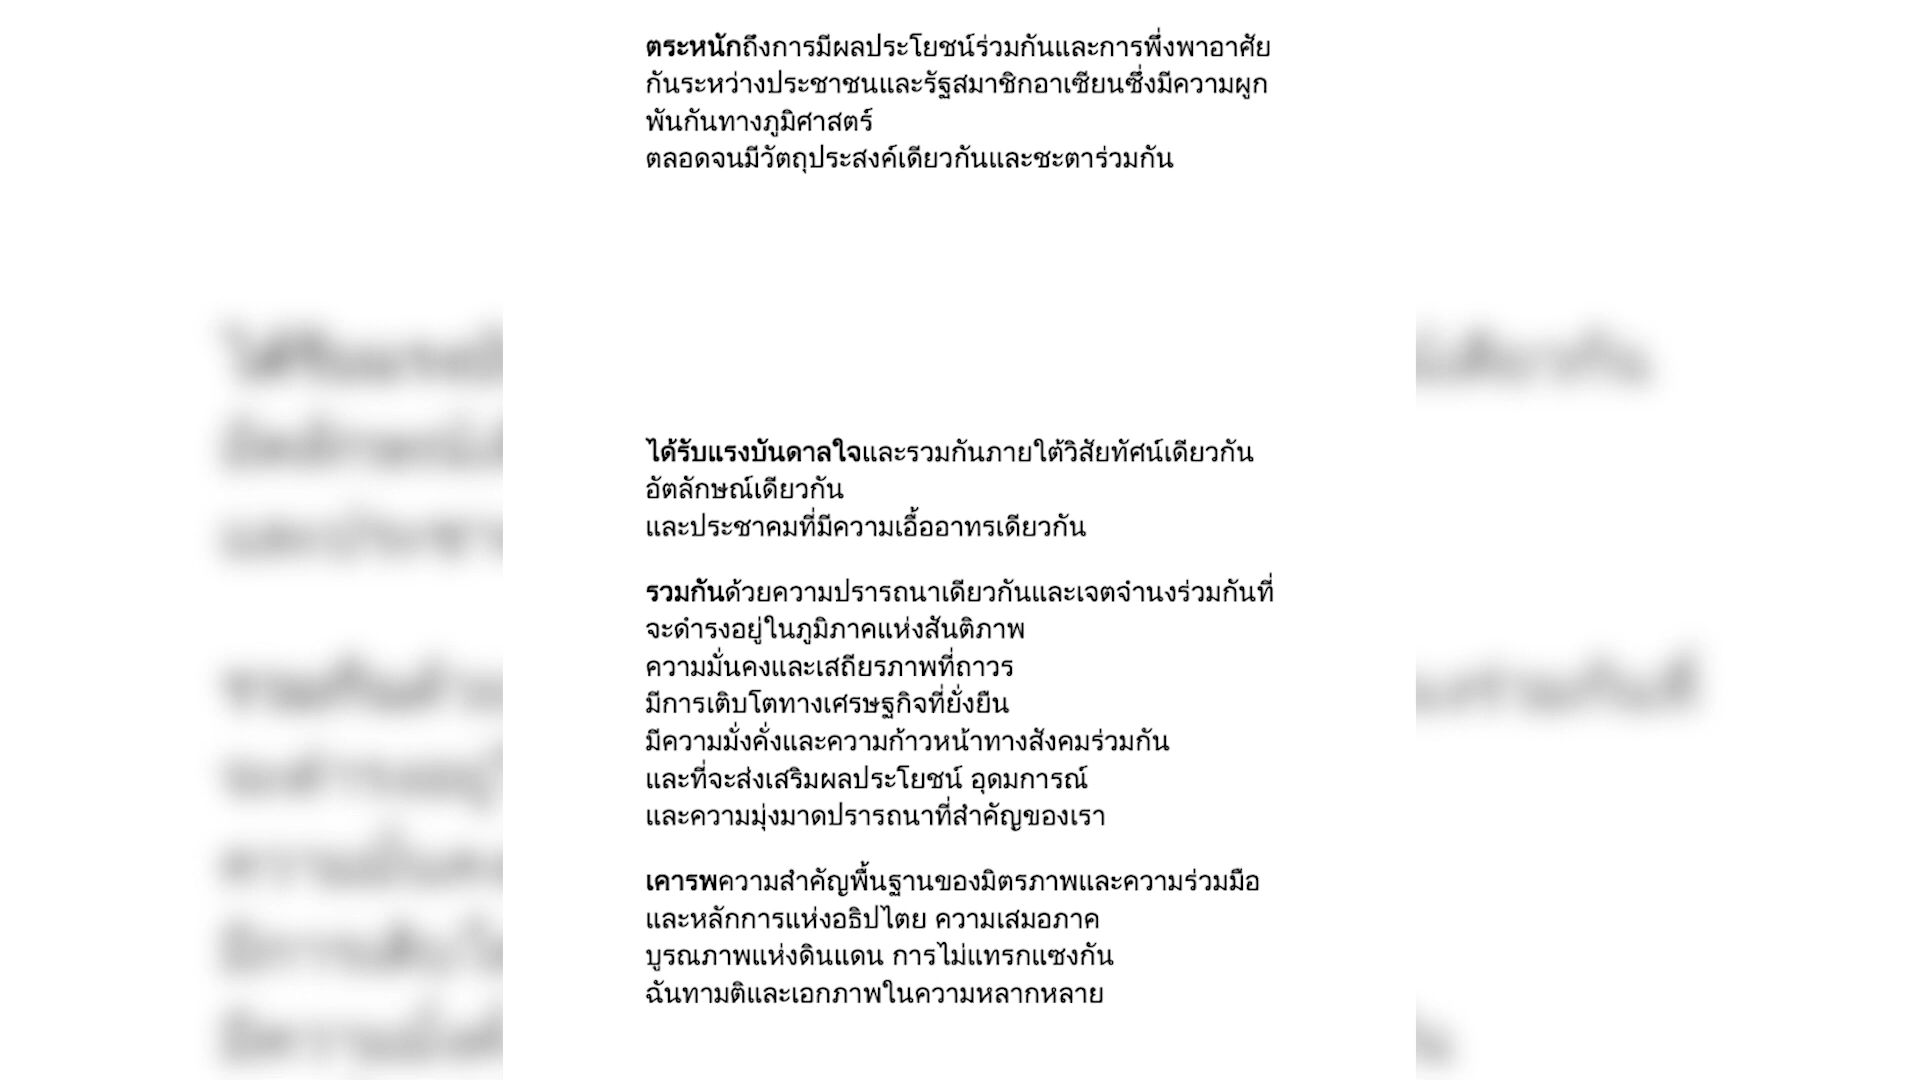 ตระหนักถึงการมีผลประโยชน์ร่วมกันและการพึ่งพาอาศัย
กันระหว่างประชาชนและรัฐสมาชิกอาเซียนซึ่งมีความผูก
พันกันทางภูมิศาสตร์
ตลอดจนมีวัตถุประสงค์เดียวกันและชะตาร่วมกัน
ได้รับแรงบันดาลใจและรวมกันภายใต้วิสัยทัศน์เดียวกัน
อัตลักษณ์เดียวกัน
และประชาคมที่มีความเอื้ออาทรเดียวกัน
รวมกันด้วยความปรารถนาเดียวกันและเจตจำนงร่วมกันที่
จะดำรงอยู่ในภูมิภาคแห่งสันติภาพ
ความมั่นคงและเสถียรภาพที่ถาวร
มีการเติบโตทางเศรษฐกิจที่ยั่งยืน
มีความมั่งคั่งและความก้าวหน้าทางสังคมร่วมกัน
และที่จะส่งเสริมผลประโยชน์ อุดมการณ์
และความมุ่งมาดปรารถนาที่สำคัญของเรา
เคารพความสำคัญพื้นฐานของมิตรภาพและความร่วมมือ
และหลักการแห่งอธิปไตย ความเสมอภาค
บูรณภาพแห่งดินแดน การไม่แทรกแซงกัน
ฉันทามติและเอกภาพในความหลากหลาย